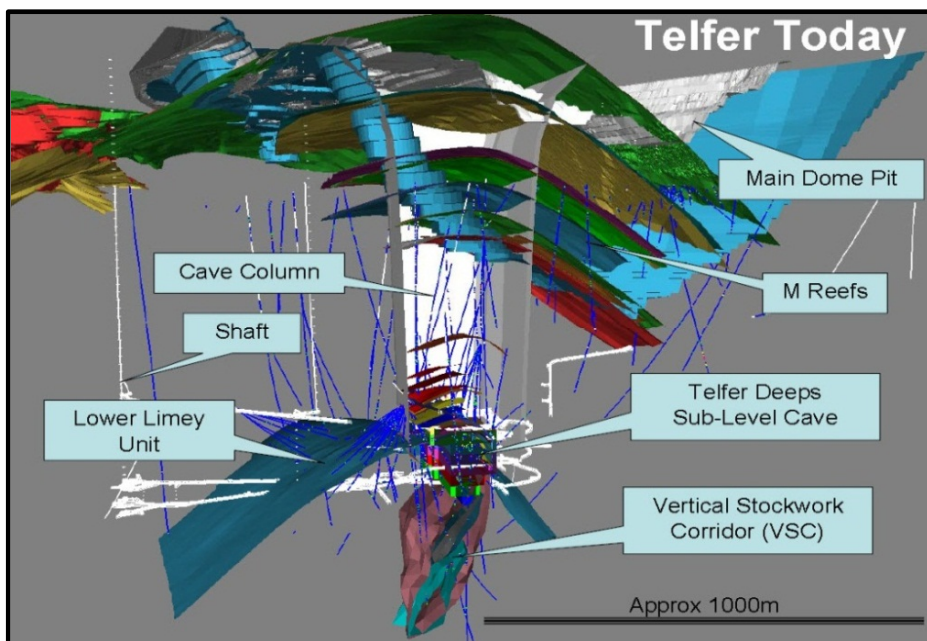 Telfer Today
Main Dome Pit
Cave Column
M Reefs
Shaft
Telfer Deeps
Sub-Level Cave
Lower Limey
Unit
Vertical Stockwork
Corridor (VSC)
Approx 1000m